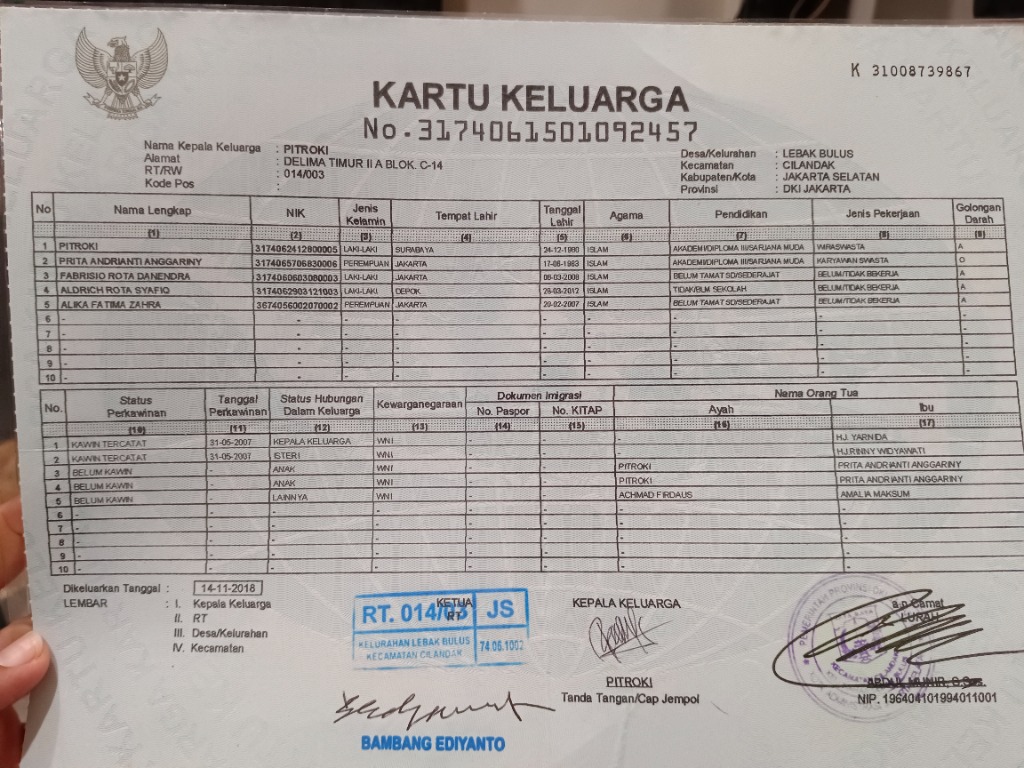 K 31008739867
KARTU KELUARGA
No.3174061501092457
Nama Kepala Keluarga : PITROKI
Alamat : DELIMA TIMUR II A BLOK. C-14
RT/RW : 014/003
Kode Pos :
Desa/Kelurahan : LEBAK BULUS
Kecamatan : CILANDAK
Kabupaten/Kota : JAKARTA SELATAN
Provinsi : DKI JAKARTA
No Nama Lengkap NIK Jenis Kelamin Tempat Lahir Tanggal Lahir Agama Pendidikan Jenis Pekerjaan Golongan Darah
(1) (2) (3) (4) (5) (6) (7) (8) (9)
1 PITROKI 3174062412800005 LAKI-LAKI SURABAYA 24-12-1980 ISLAM AKADEMI/DIPLOMA III/SARJANA MUDA WIRASWASTA A
2 PRITA ANDRIANTI ANGGARINY 3174065706830006 PEREMPUAN JAKARTA 17-06-1983 ISLAM AKADEMI/DIPLOMA III/SARJANA MUDA KARYAWAN SWASTA O
3 FABRISIO ROTA DANENDRA 3174060603080003 LAKI-LAKI JAKARTA 06-03-2008 ISLAM BELUM TAMAT SD/SEDERAJAT BELUM/TIDAK BEKERJA A
4 ALDRICH ROTA SYAFIQ 3174062903121003 LAKI-LAKI DEPOK ISLAM TIDAK/BLM SEKOLAH BELUM/TIDAK BEKERJA A
5 ALIKA FATIMA ZAHRA 3674056002070002 PEREMPUAN JAKARTA ISLAM BELUM TAMAT SD/SEDERAJAT BELUM/TIDAK BEKERJA A
6 - - - - - - - - -
7 - - - - - - - - -
8 - - - - - - - - -
9 - - - - - - - - -
10 - - - - - - - - -
No. Status Perkawinan Tanggal Perkawinan Status Hubungan Dalam Keluarga Kewarganegaraan Dokumen Imigrasi Nama Orang Tua
No. Paspor No. KITAP Ayah Ibu
(10) (11) (12) (13) (14) (15) (16) (17)
1 KAWIN TERCATAT 31-05-2007 KEPALA KELUARGA WNI - - - HJ. YARNIDA
2 KAWIN TERCATAT 31-05-2007 ISTERI WNI - - - HJ.RINNY WIDYAWATI
3 BELUM KAWIN - ANAK WNI - - PITROKI PRITA ANDRIANTI ANGGARINY
4 BELUM KAWIN - ANAK WNI - - PITROKI PRITA ANDRIANTI ANGGARINY
5 BELUM KAWIN - LAINNYA WNI - - ACHMAD FIRDAUS AMALIA MAKSUM
6 - - - - - - - -
7 - - - - - - - -
8 - - - - - - - -
9 - - - - - - - -
10 - - - - - - - -
Dikeluarkan Tanggal : 14-11-2018
LEMBAR : I. Kepala Keluarga
II. RT
III. Desa/Kelurahan
IV. Kecamatan
KETUA
RT
RT. 014/03 JS
KELURAHAN LEBAK BULUS
KECAMATAN CILANDAK
74.06.1002
BAMBANG EDIYANTO
KEPALA KELUARGA
PITROKI
Tanda Tangan/Cap Jempol
a.n Camat
LURAH
NIP. 196404101994011001